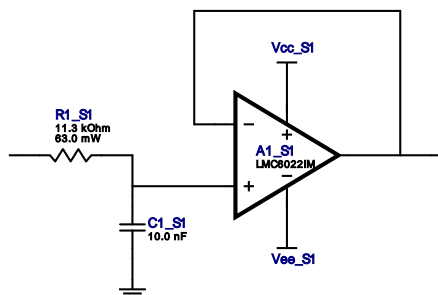 Vcc_S1
R1_S1
11.3 kOhm
63.0 mW
−
+
A1_S1
LMC6022IM
−
+
C1_S1
10.0 nF
Vee_S1